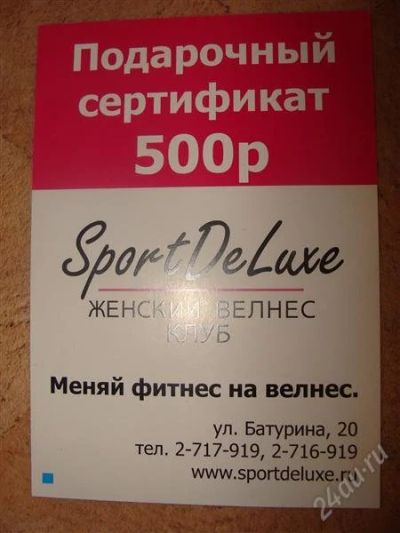 Подарочный
сертификат
500р
SportDeLuxe
ЖЕНСКИЙ ВЕЛНЕС
КЛУБ
Меняй фитнес на велнес.
ул. Батурина, 20
тел. 2-717-919, 2-716-919
www.sportdeluxe.ru
24au.ru